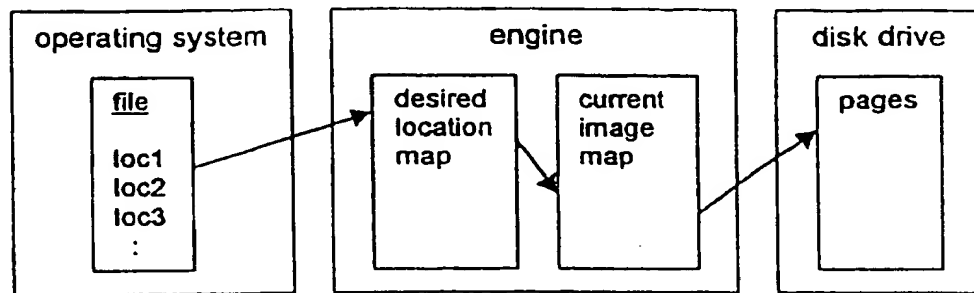 operating system
file
loc1
loc2
loc3
:
engine
desired
location
map
current
image
map
disk drive
pages